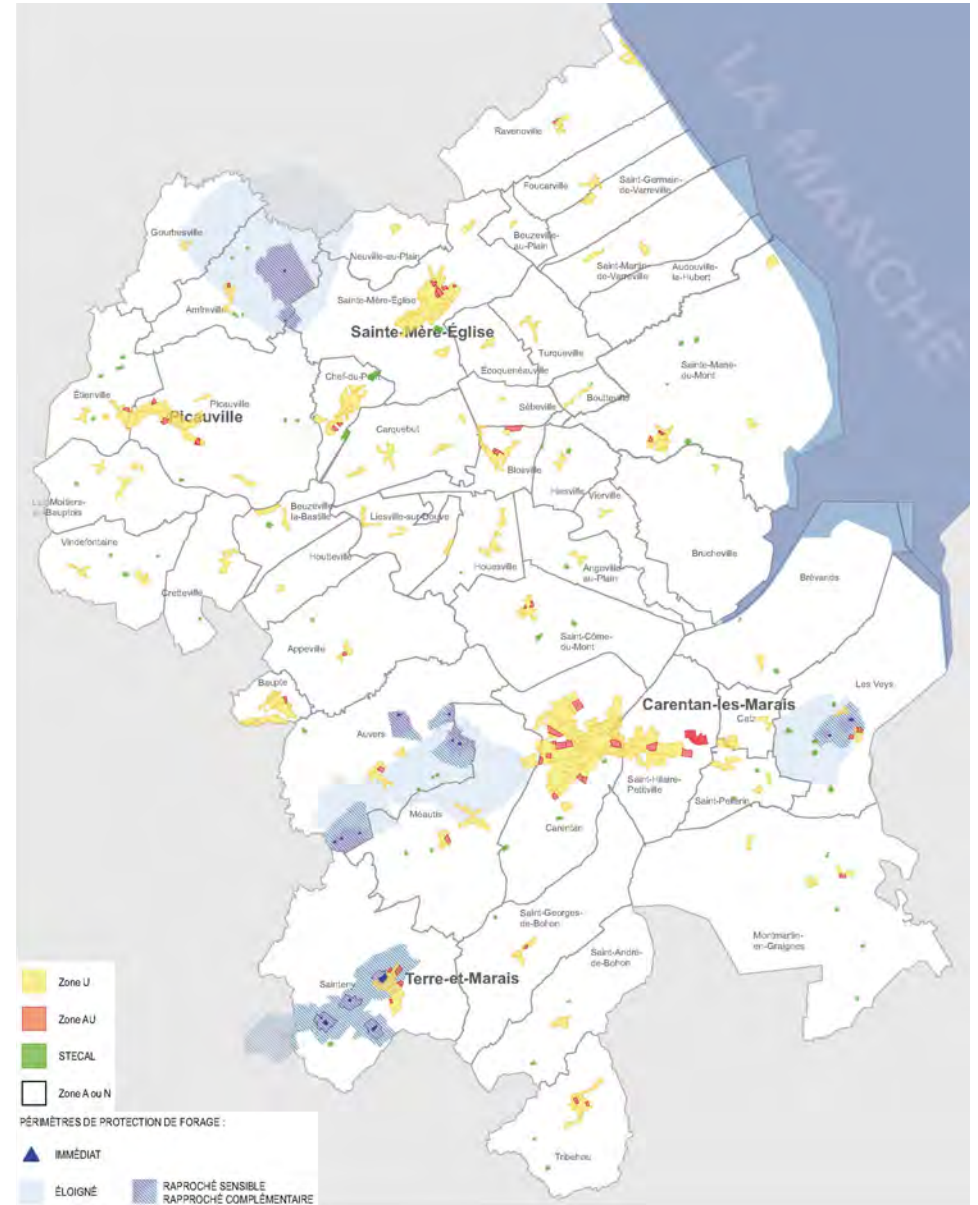 LA MANCHE
Ravenoville
Foucarville
Saint-Germain-
de-Varreville
Beuzeville-
au-Plain
Gourbesville
Neuville-au-Plain
Saint-Martin-
de-Varreville
Audouville-
la-Hubert
Amfreville
Sainte-Mère-Église
Sainte-Mère-Église
Turqueville
Écoquenéauville
Sainte-Marie-
du-Mont
Chef-du-Pont
Étienville
Picauville
Picauville
Sébeville
Boutteville
Carquebut
Blosville
Hiesville
Vierville
Les Moitiers-
en-Bauptois
Beuzeville-
la-Bastille
Liesville-sur-Douve
Vindefontaine
Houtteville
Houesville
Angoville-
au-Plain
Brucheville
Brévands
Cretteville
Appeville
Saint-Côme-
du-Mont
Baupte
Les Veys
Carentan-les-Marais
Catz
Auvers
Saint-Hilaire-
Petitville
Saint-Pellerin
Méautis
Carentan
Saint-Georges-
de-Bohon
Montmartin-
en-Graignes
Saint-André-
de-Bohon
Sainteny
Terre-et-Marais
Tribehou
Zone U
Zone AU
STECAL
Zone A ou N
PÉRIMÈTRES DE PROTECTION DE FORAGE :
IMMÉDIAT
ÉLOIGNÉ
RAPROCHÉ SENSIBLE
RAPPROCHÉ COMPLÉMENTAIRE